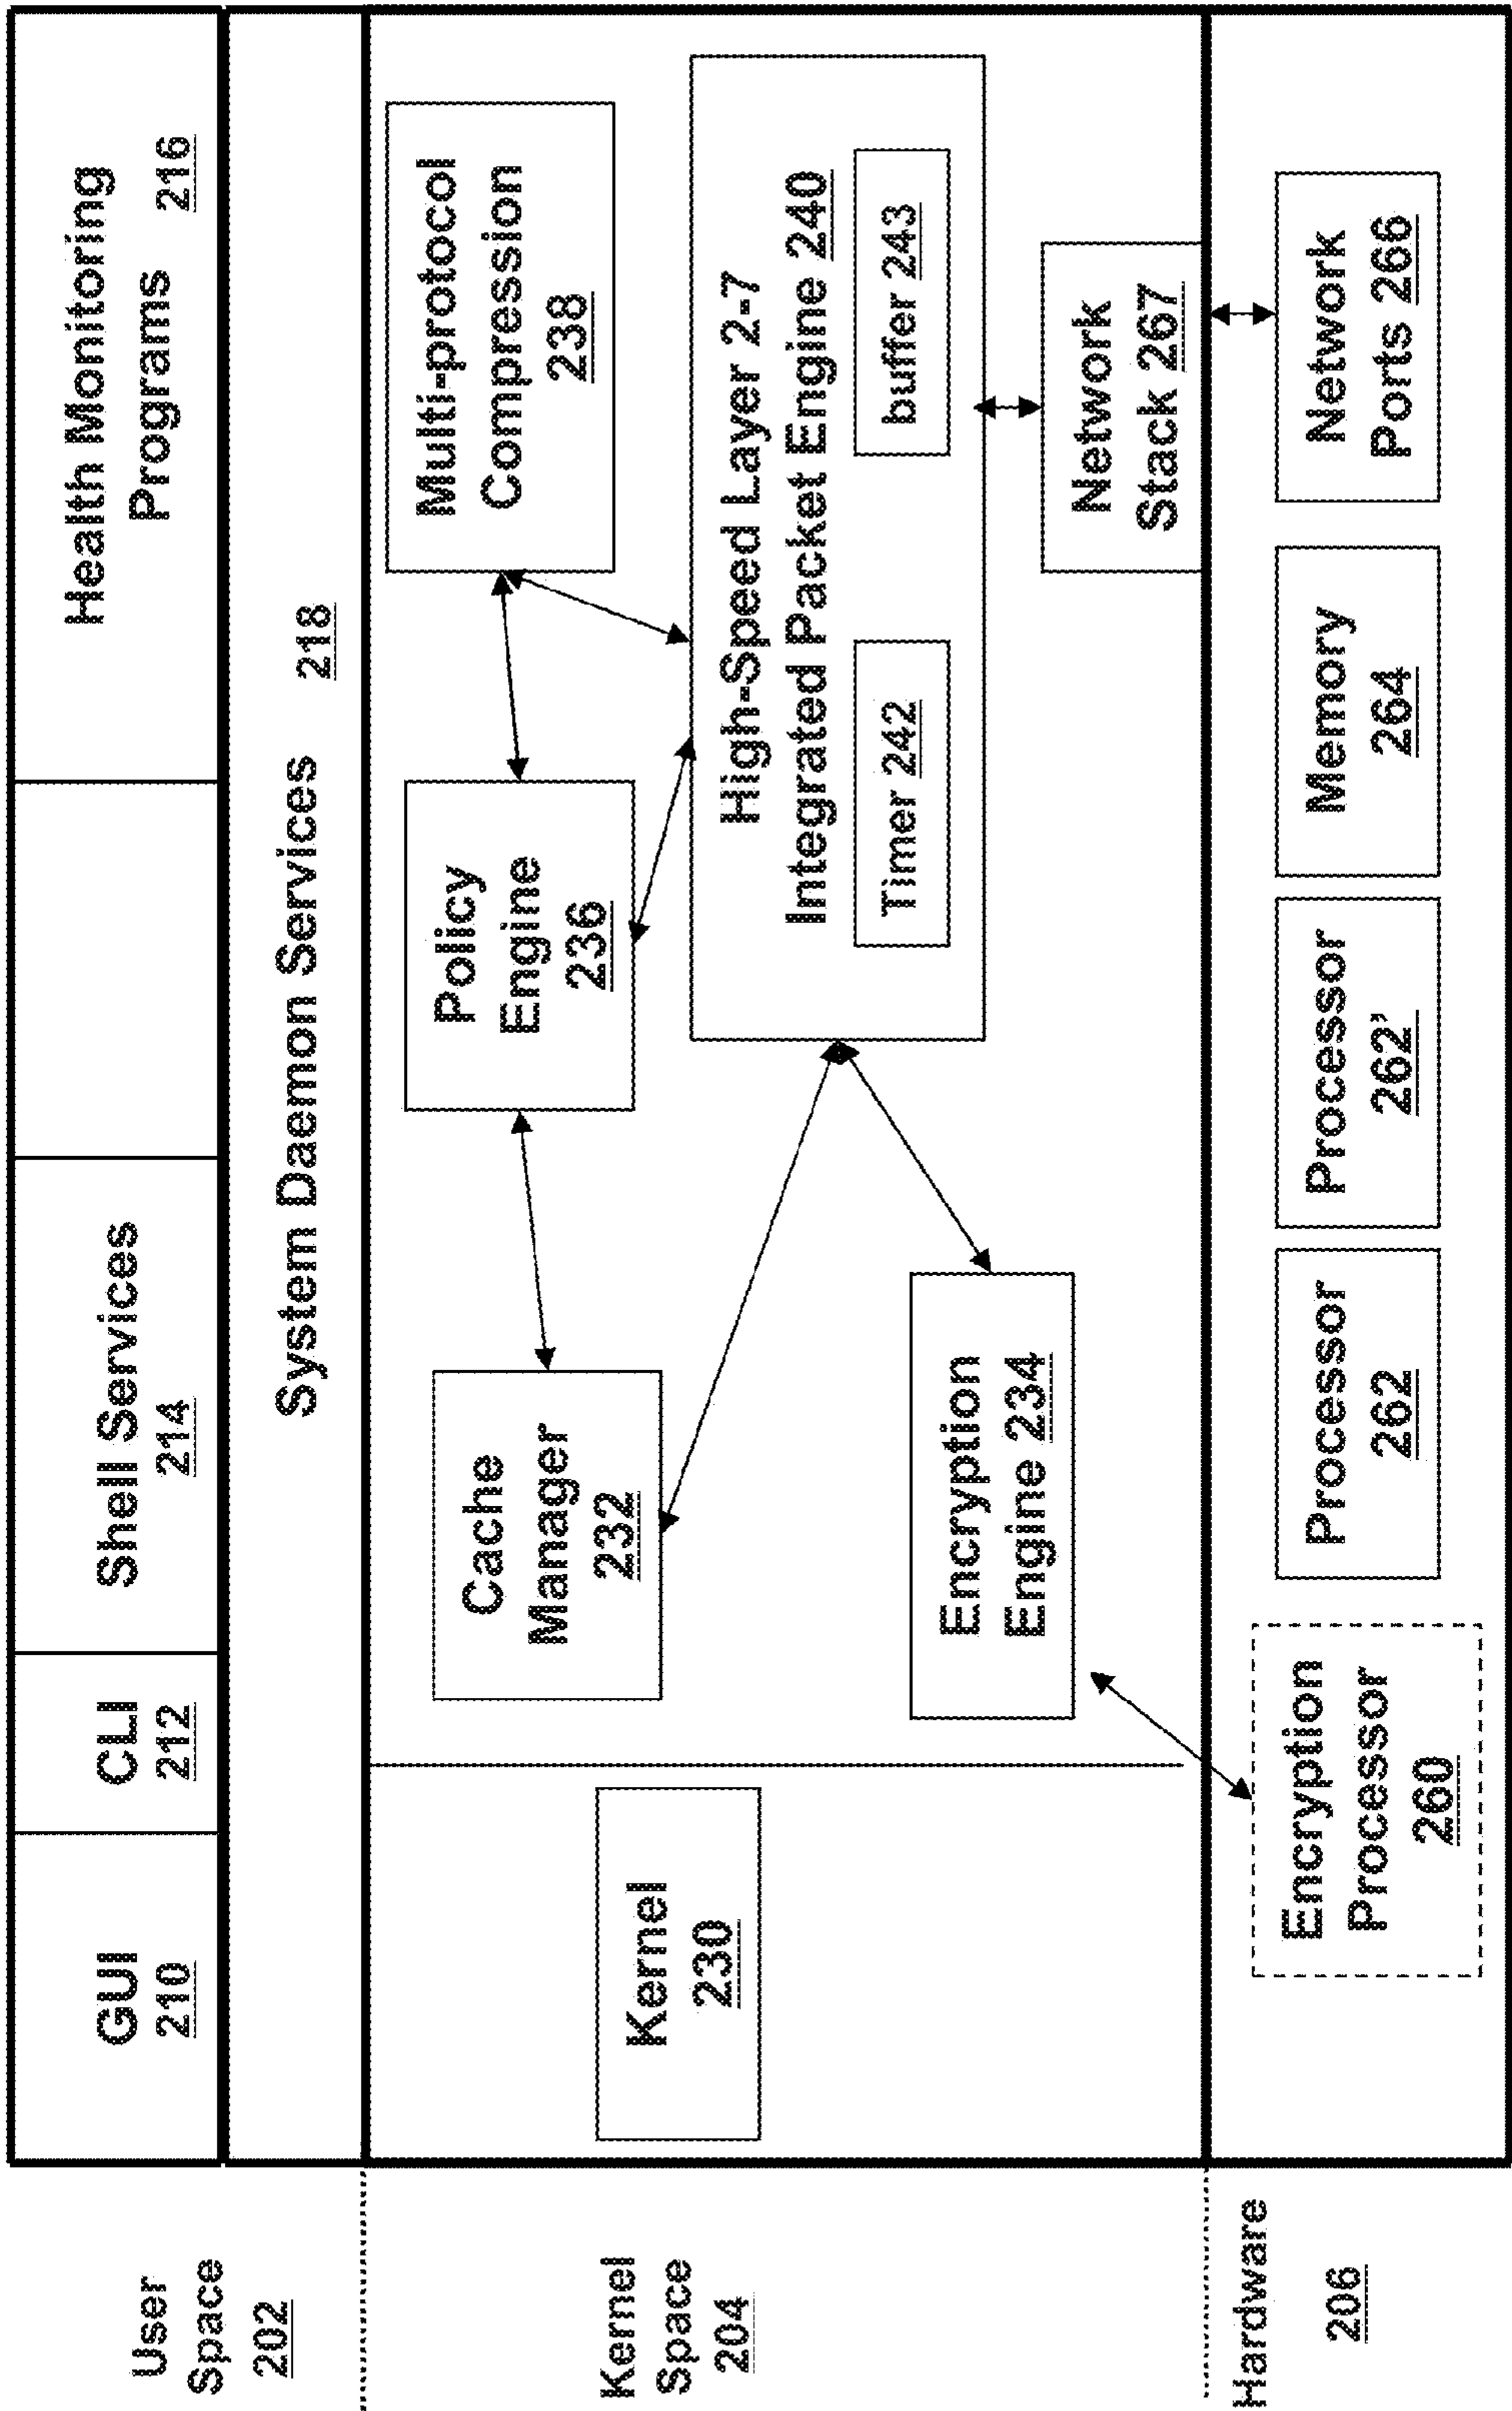 User
Space
202
GUI
210
CLI
212
Shell Services
214
Health Monitoring
Programs 216
System Daemon Services 218
Kernel
Space
204
Kernel
230
Cache
Manager
232
Policy
Engine
236
Multi-protocol
Compression
238
High-Speed Layer 2-7
Integrated Packet Engine 240
Timer 242
buffer 243
Encryption
Engine 234
Network
Stack 267
Hardware
206
Encryption
Processor
260
Processor
262
Processor
262'
Memory
264
Network
Ports 266